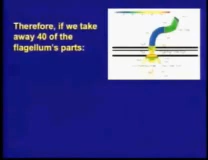 Therefore, if we take
away 40 of the
flagellum's parts: